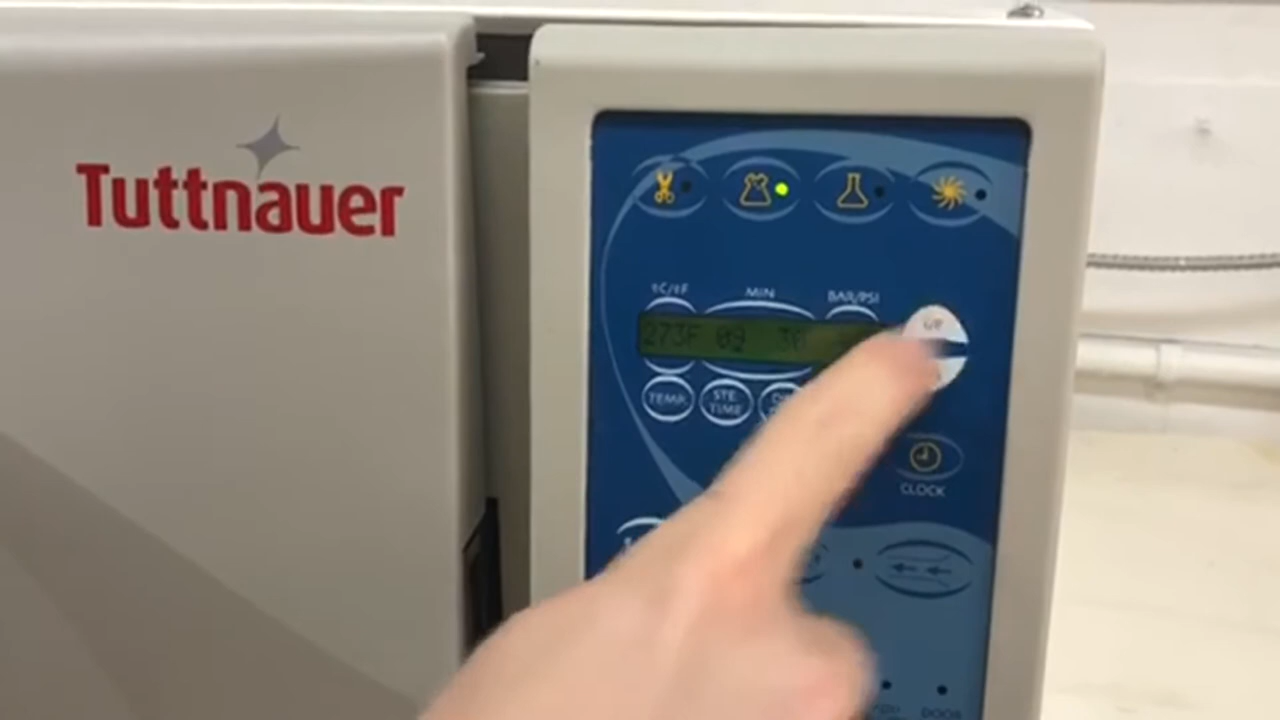 Tuttnauer
°C/°F MIN BAR/PSI
UP
273F 09 30
TEMP. STE. TIME
CLOCK
DOOR